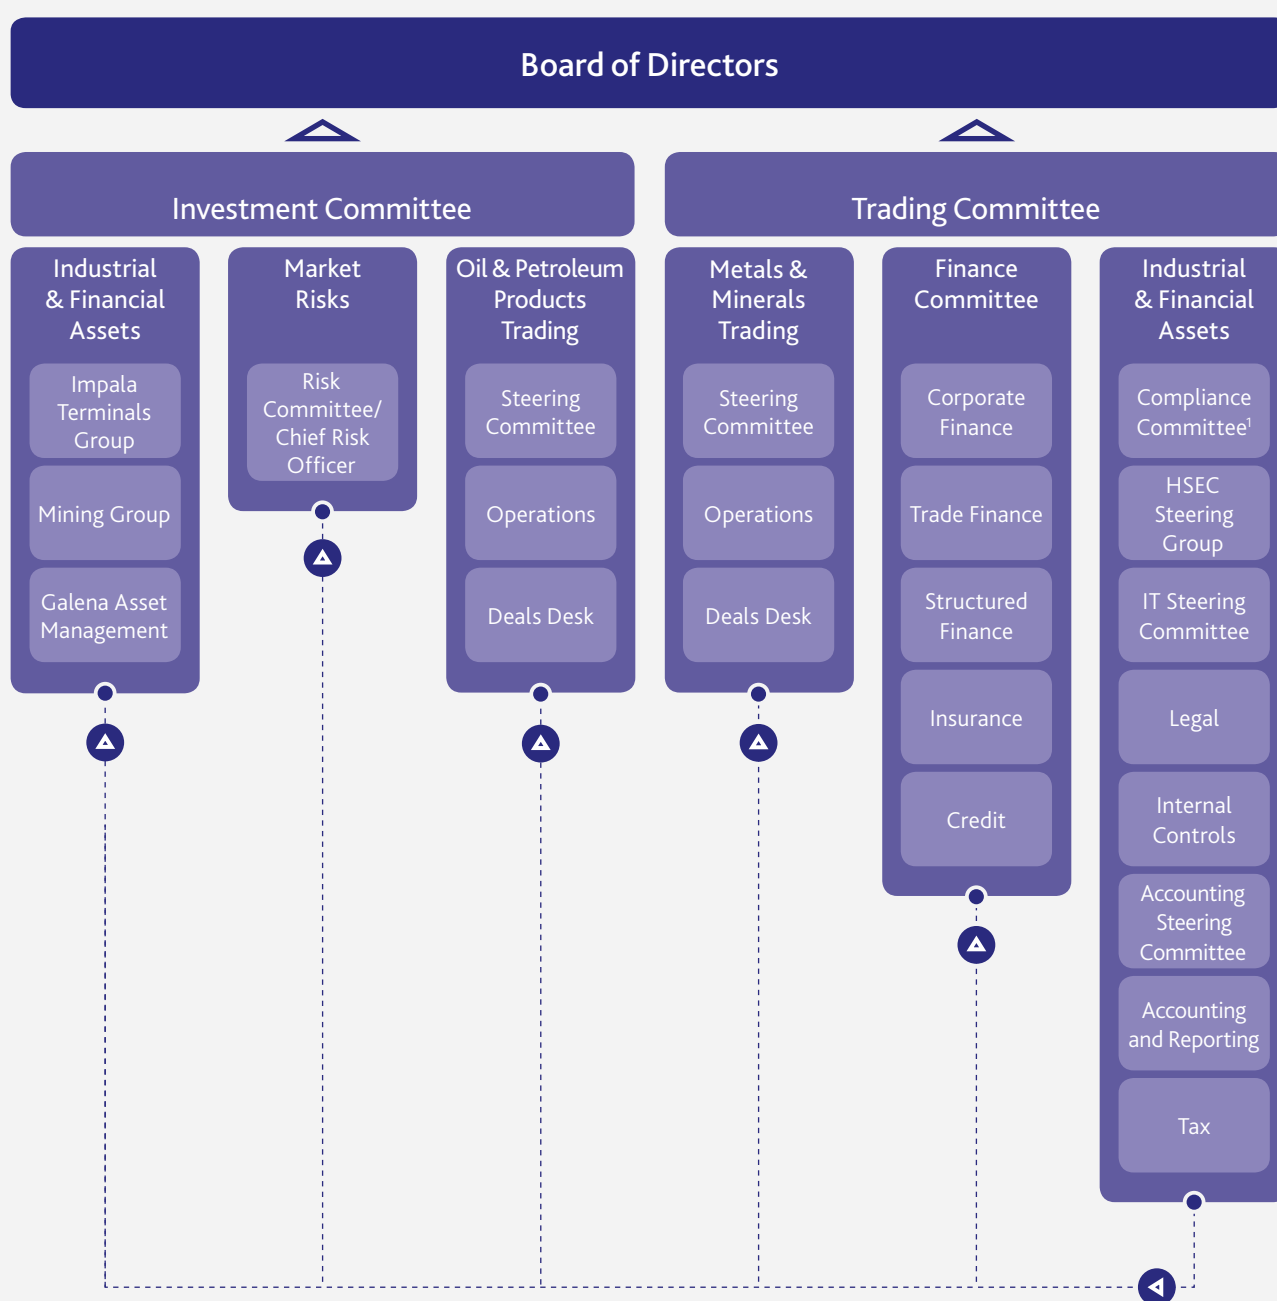 Board of Directors
Investment Committee
Trading Committee
Industrial
& Financial
Assets
Impala
Terminals
Group
Mining Group
Galena Asset
Management
Market
Risks
Risk
Committee/
Chief Risk
Officer
Oil & Petroleum
Products
Trading
Steering
Committee
Operations
Deals Desk
Metals &
Minerals
Trading
Steering
Committee
Operations
Deals Desk
Finance
Committee
Corporate
Finance
Trade Finance
Structured
Finance
Insurance
Credit
Industrial
& Financial
Assets
Compliance
Committee¹
HSEC
Steering
Group
IT Steering
Committee
Legal
Internal
Controls
Accounting
Steering
Committee
Accounting
and Reporting
Tax